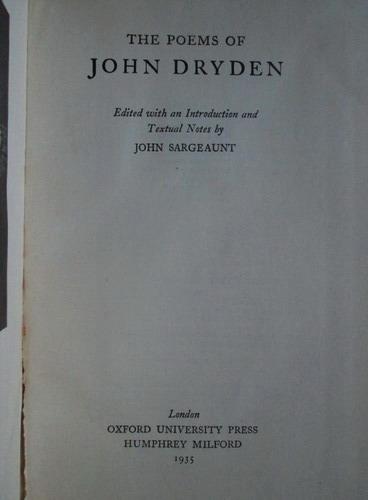 THE POEMS OF
JOHN DRYDEN
Edited with an Introduction and
Textual Notes by
JOHN SARGEAUNT
London
OXFORD UNIVERSITY PRESS
HUMPHREY MILFORD
1935